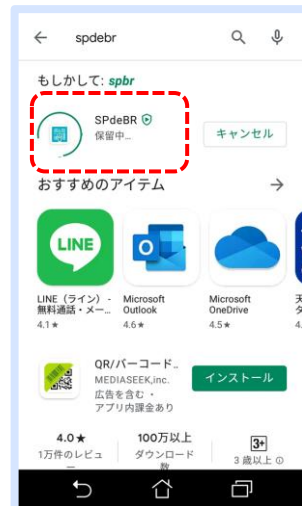 spdebr
もしかして: spbr
SPdeBR
保留中...
キャンセル
おすすめのアイテム
LINE
LINE（ライン） -
無料通話・メー...
4.1★
Microsoft
Outlook
4.6★
Microsoft
OneDrive
4.5★
QR/バーコード..
MEDIASEEK,inc.
広告を含む・
アプリ内課金あり
インストール
4.0★
1万件のレビュ
ー
100万以上
ダウンロード
数
3+
3 歳以上